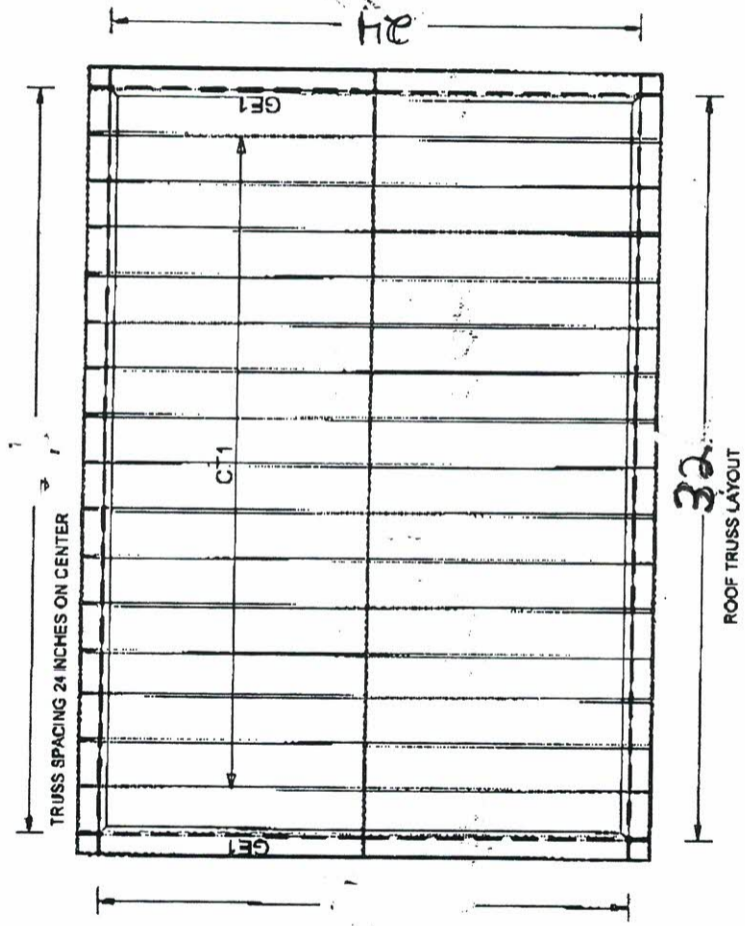 24
GE1
CT1
TRUSS SPACING 24 INCHES ON CENTER
GE1
32
ROOF TRUSS LAYOUT